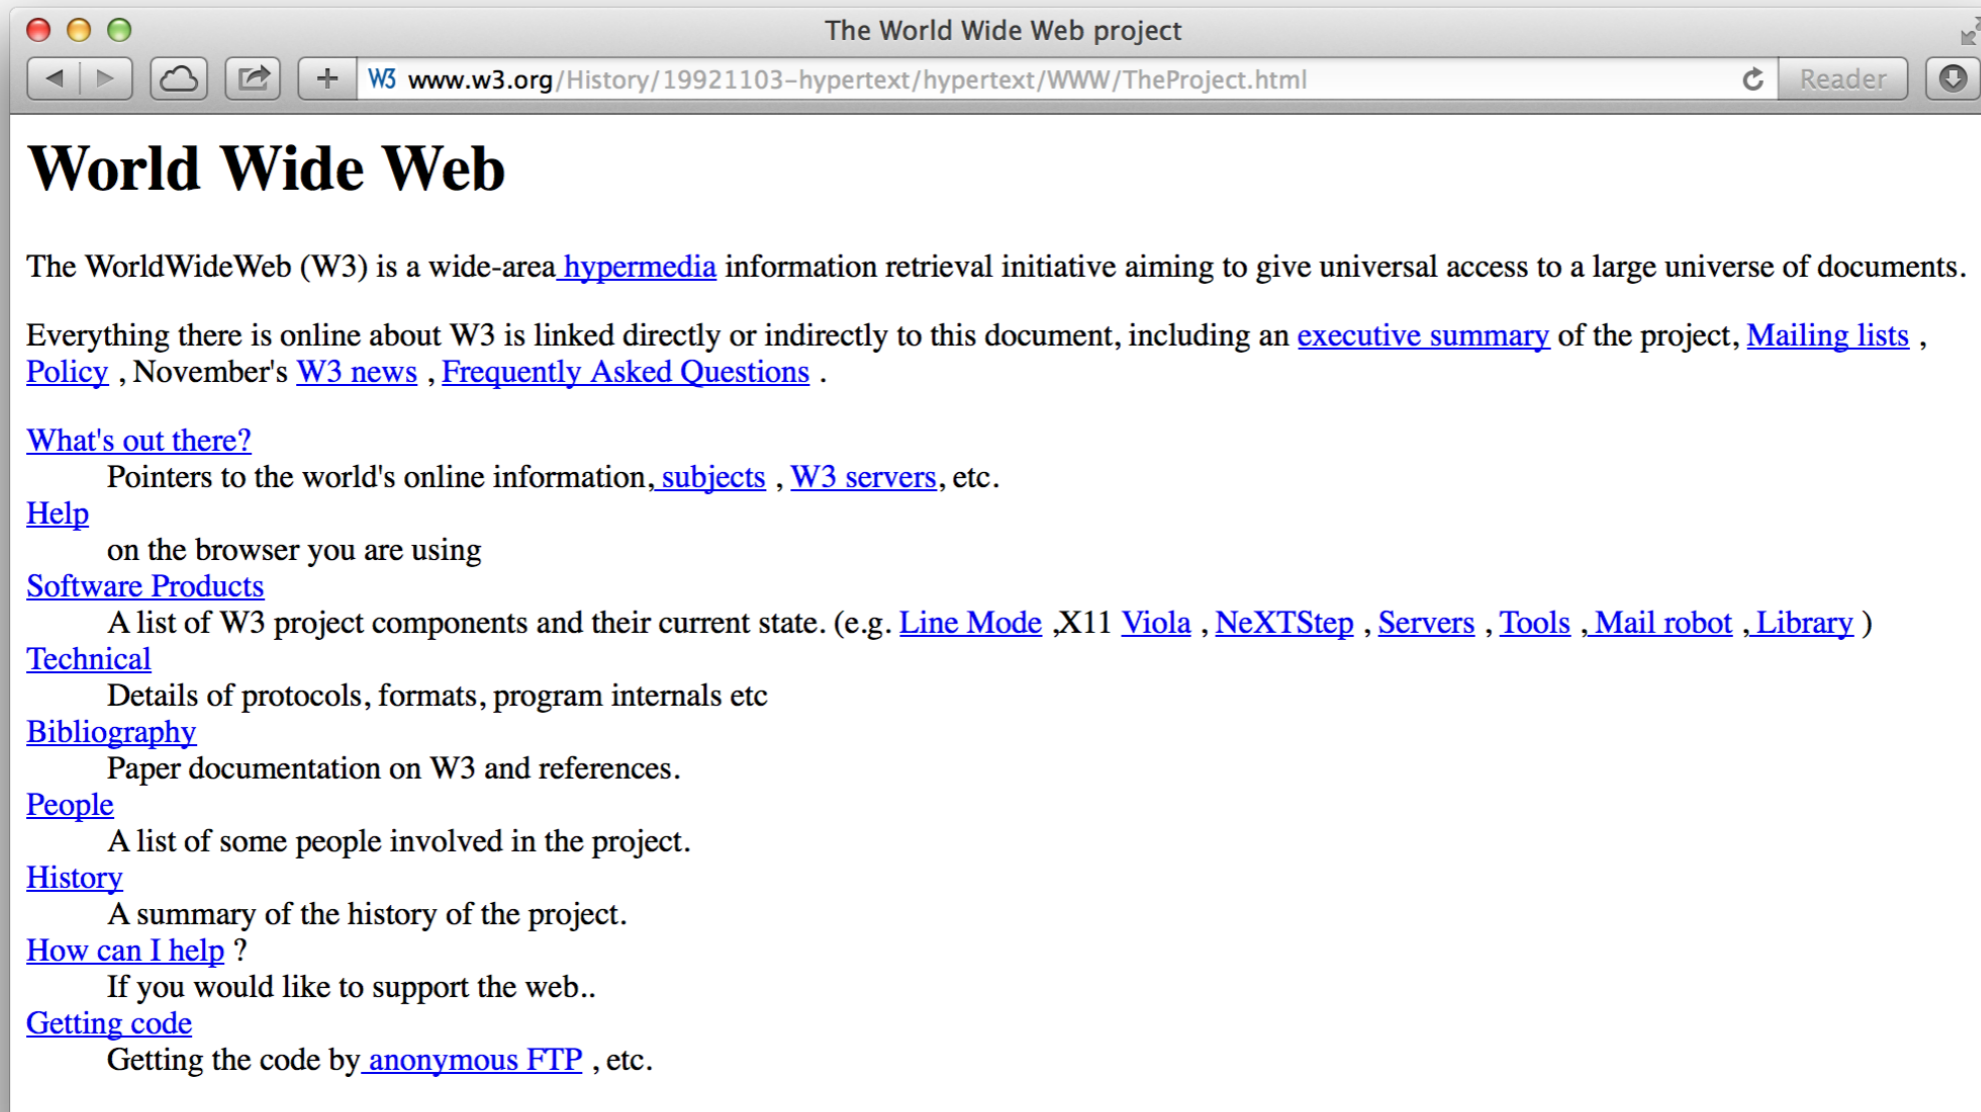 The World Wide Web project
W3 www.w3.org/History/19921103-hypertext/hypertext/WWW/TheProject.html
Reader
World Wide Web
The WorldWideWeb (W3) is a wide-area hypermedia information retrieval initiative aiming to give universal access to a large universe of documents.
Everything there is online about W3 is linked directly or indirectly to this document, including an executive summary of the project, Mailing lists ,
Policy , November's W3 news , Frequently Asked Questions .
What's out there?
Pointers to the world's online information, subjects , W3 servers, etc.
Help
on the browser you are using
Software Products
A list of W3 project components and their current state. (e.g. Line Mode ,X11 Viola , NeXTStep , Servers , Tools , Mail robot , Library )
Technical
Details of protocols, formats, program internals etc
Bibliography
Paper documentation on W3 and references.
People
A list of some people involved in the project.
History
A summary of the history of the project.
How can I help ?
If you would like to support the web..
Getting code
Getting the code by anonymous FTP , etc.